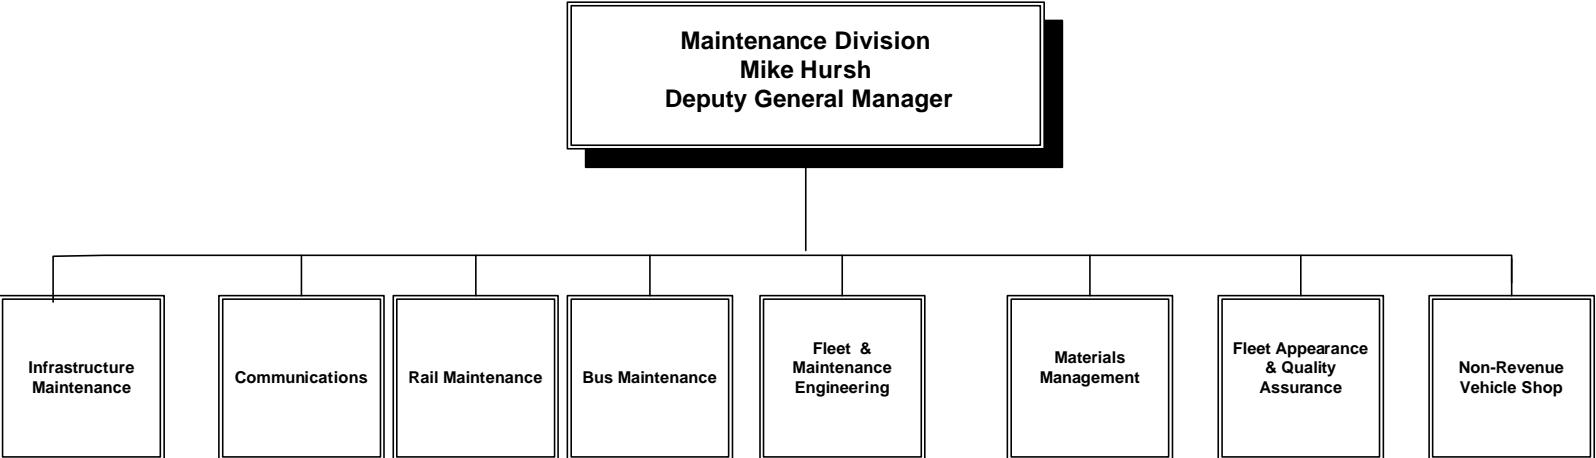 Maintenance Division
Mike Hursh
Deputy General Manager
Infrastructure
Maintenance
Communications
Rail Maintenance
Bus Maintenance
Fleet &
Maintenance
Engineering
Materials
Management
Fleet Appearance
& Quality
Assurance
Non-Revenue
Vehicle Shop